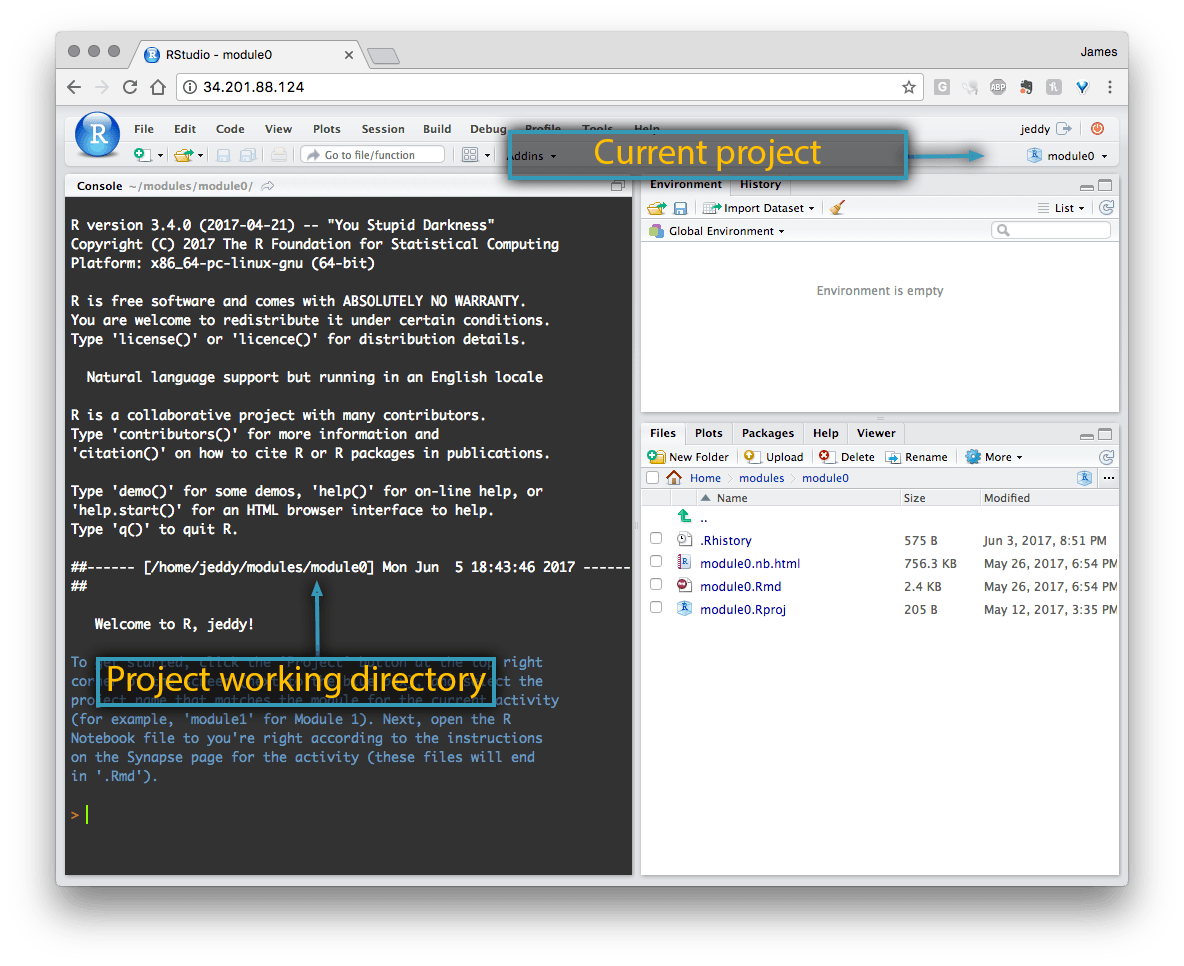 RStudio - module0
James
34.201.88.124
G
ABP
R
File Edit Code View Plots Session Build Debug Profile Tools Help
jeddy
Go to file/function
Addins
Current project
module0
Console ~/modules/module0/
R version 3.4.0 (2017-04-21) -- "You Stupid Darkness"
Copyright (C) 2017 The R Foundation for Statistical Computing
Platform: x86_64-pc-linux-gnu (64-bit)
R is free software and comes with ABSOLUTELY NO WARRANTY.
You are welcome to redistribute it under certain conditions.
Type 'license()' or 'licence()' for distribution details.
Natural language support but running in an English locale
R is a collaborative project with many contributors.
Type 'contributors()' for more information and
'citation()' on how to cite R or R packages in publications.
Type 'demo()' for some demos, 'help()' for on-line help, or
'help.start()' for an HTML browser interface to help.
Type 'q()' to quit R.
##------ [/home/jeddy/modules/module0] Mon Jun  5 18:43:46 2017 ------
##
Welcome to R, jeddy!
To get started, click the 'Project' button at the top right
Project working directory
project name that matches the module for the current activity
(for example, 'module1' for Module 1). Next, open the R
Notebook file to you're right according to the instructions
on the Synapse page for the activity (these files will end
in '.Rmd').
>
Environment History
Import Dataset
List
Global Environment
Environment is empty
Files Plots Packages Help Viewer
New Folder Upload Delete Rename More
Home modules module0
Name Size Modified
..
.Rhistory 575 B Jun 3, 2017, 8:51 PM
module0.nb.html 756.3 KB May 26, 2017, 6:54 PM
module0.Rmd 2.4 KB May 26, 2017, 6:54 PM
module0.Rproj 205 B May 12, 2017, 3:35 PM